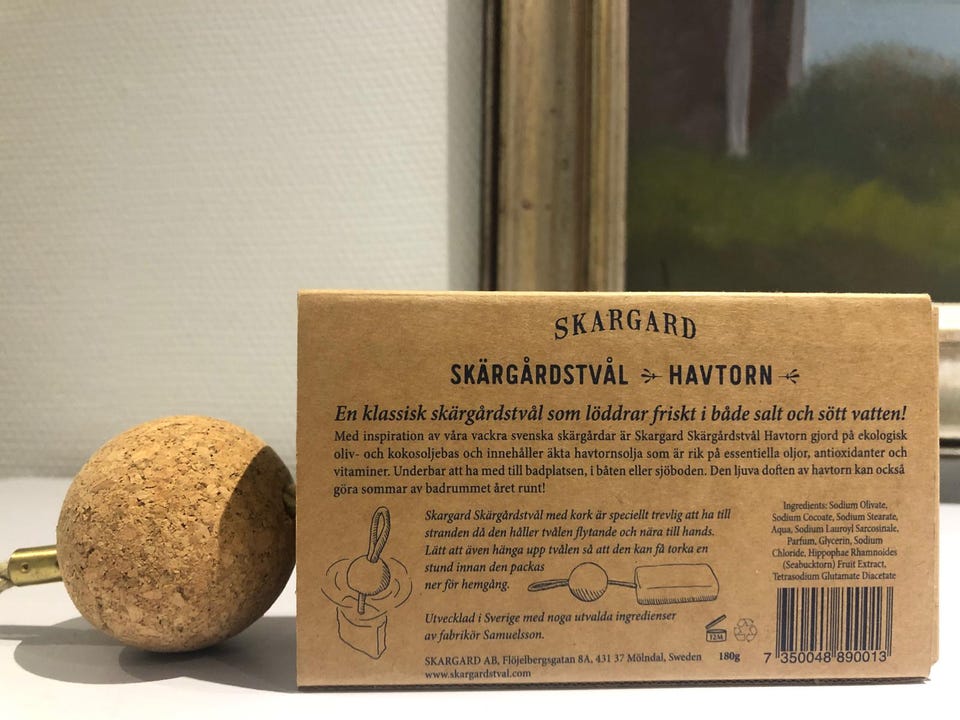 SKARGARD
SKÄRGÅRDSTVÅL HAVTORN
En klassisk skärgårdstvål som löddrar friskt i både salt och sött vatten!
Med inspiration av våra vackra svenska skärgårdar är Skargard Skärgårdstvål Havtorn gjord på ekologisk
oliv- och kokosoljebas och innehåller äkta havtornsolja som är rik på essentiella oljor, antioxidanter och
vitaminer. Underbar att ha med till badplatsen, i båten eller sjöboden. Den ljuva doften av havtorn kan också
göra sommar av badrummet året runt!
Skargard Skärgårdstvål med kork är speciellt trevlig att ha till
stranden då den håller tvålen flytande och nära till hands.
Lätt att även hänga upp tvålen så att den kan få torka en
stund innan den packas
ner för hemgång.
Utvecklad i Sverige med noga utvalda ingredienser
av fabrikör Samuelsson.
SKARGARD AB, Flöjelbergsgatan 8A, 431 37 Mölndal, Sweden
www.skargardstval.com
12M
180g
Ingredients: Sodium Olivate,
Sodium Cocoate, Sodium Stearate,
Aqua, Sodium Lauroyl Sarcosinate,
Parfum, Glycerin, Sodium
Chloride, Hippophae Rhamnoides
(Seabucktorn) Fruit Extract,
Tetrasodium Glutamate Diacetate
7 350048 890013